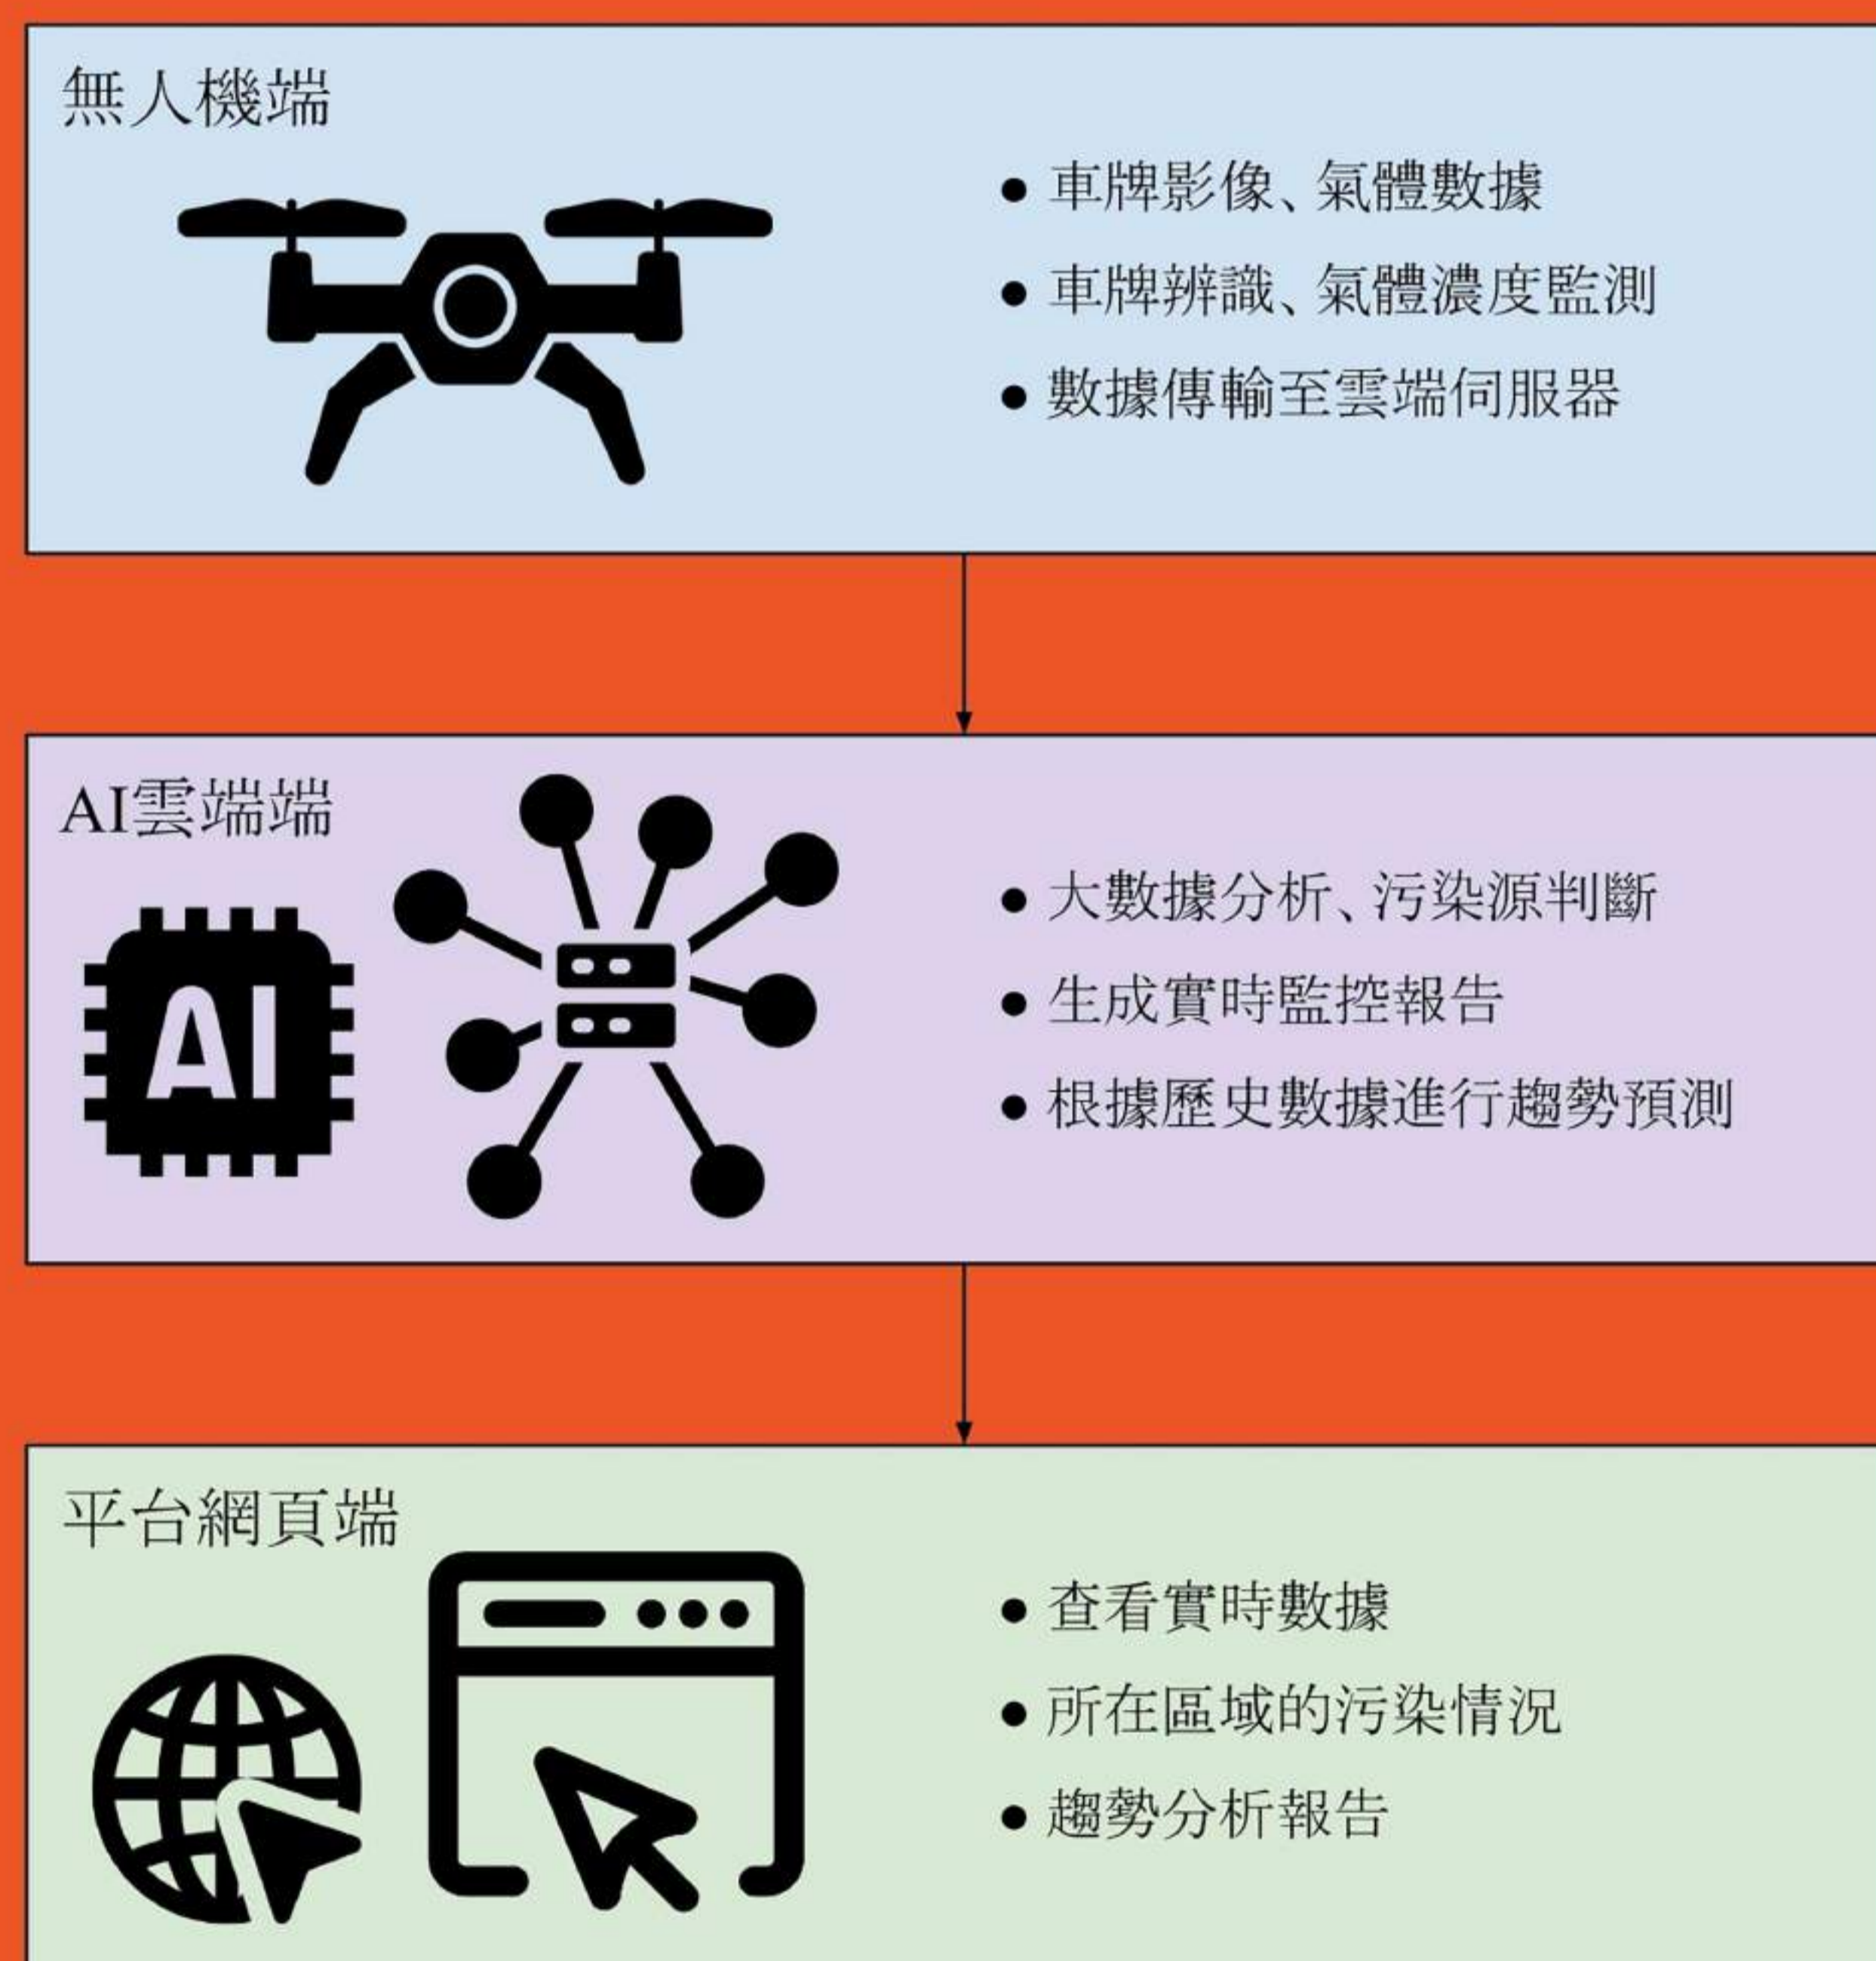 無人機端
● 車牌影像、氣體數據
● 車牌辨識、氣體濃度監測
● 數據傳輸至雲端伺服器
AI雲端端
AI
● 大數據分析、污染源判斷
● 生成實時監控報告
● 根據歷史數據進行趨勢預測
平台網頁端
● 查看實時數據
● 所在區域的污染情況
● 趨勢分析報告